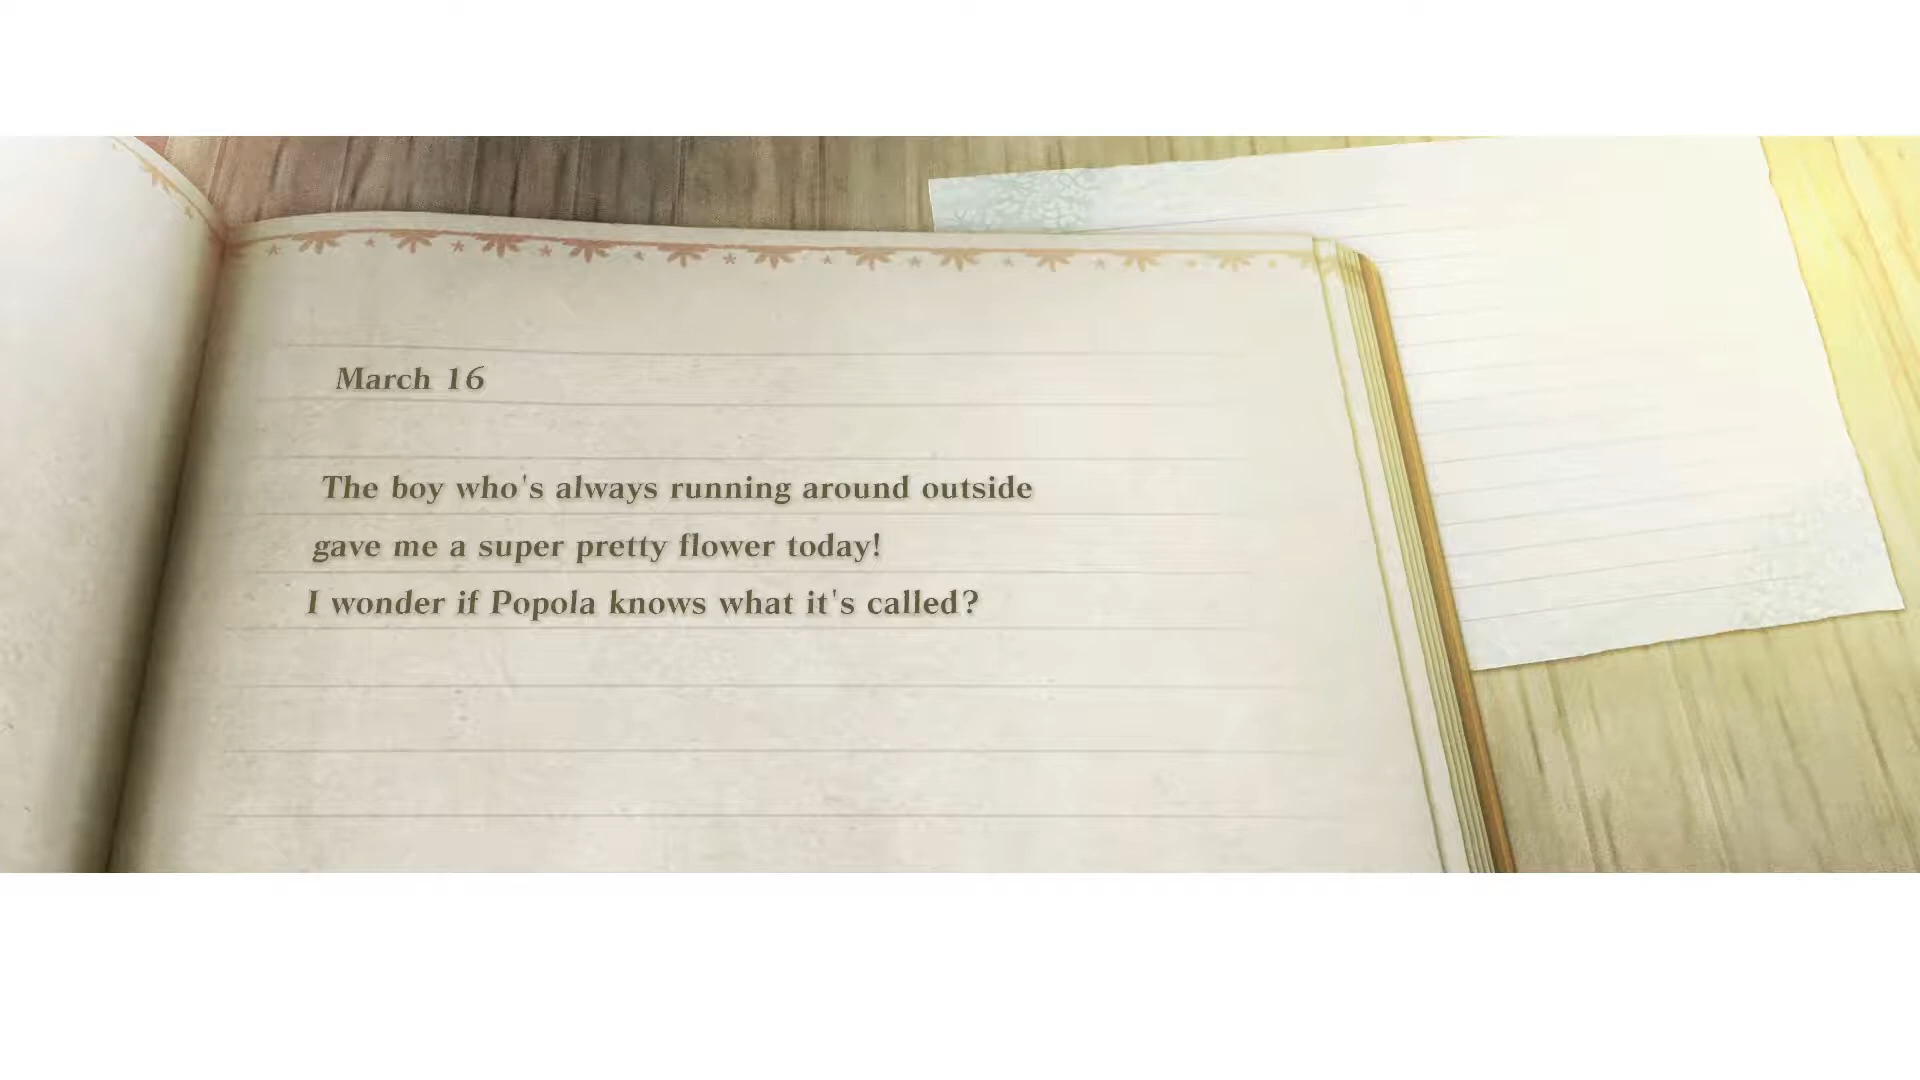 March 16
The boy who's always running around outside
gave me a super pretty flower today!
I wonder if Popola knows what it's called?